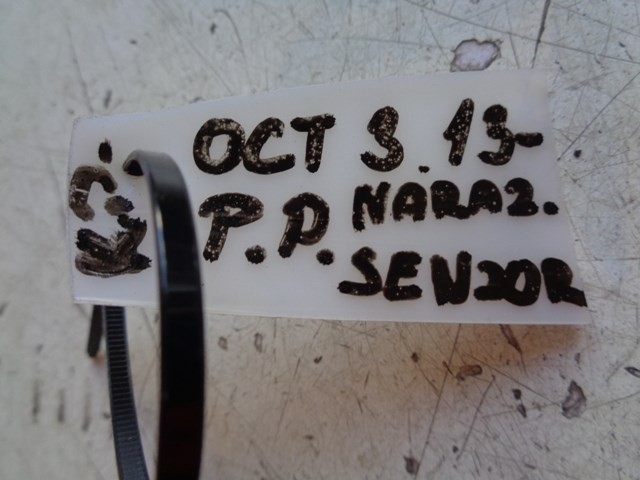 OCT 3.13-
P.P. NARAZ.
SENZOR